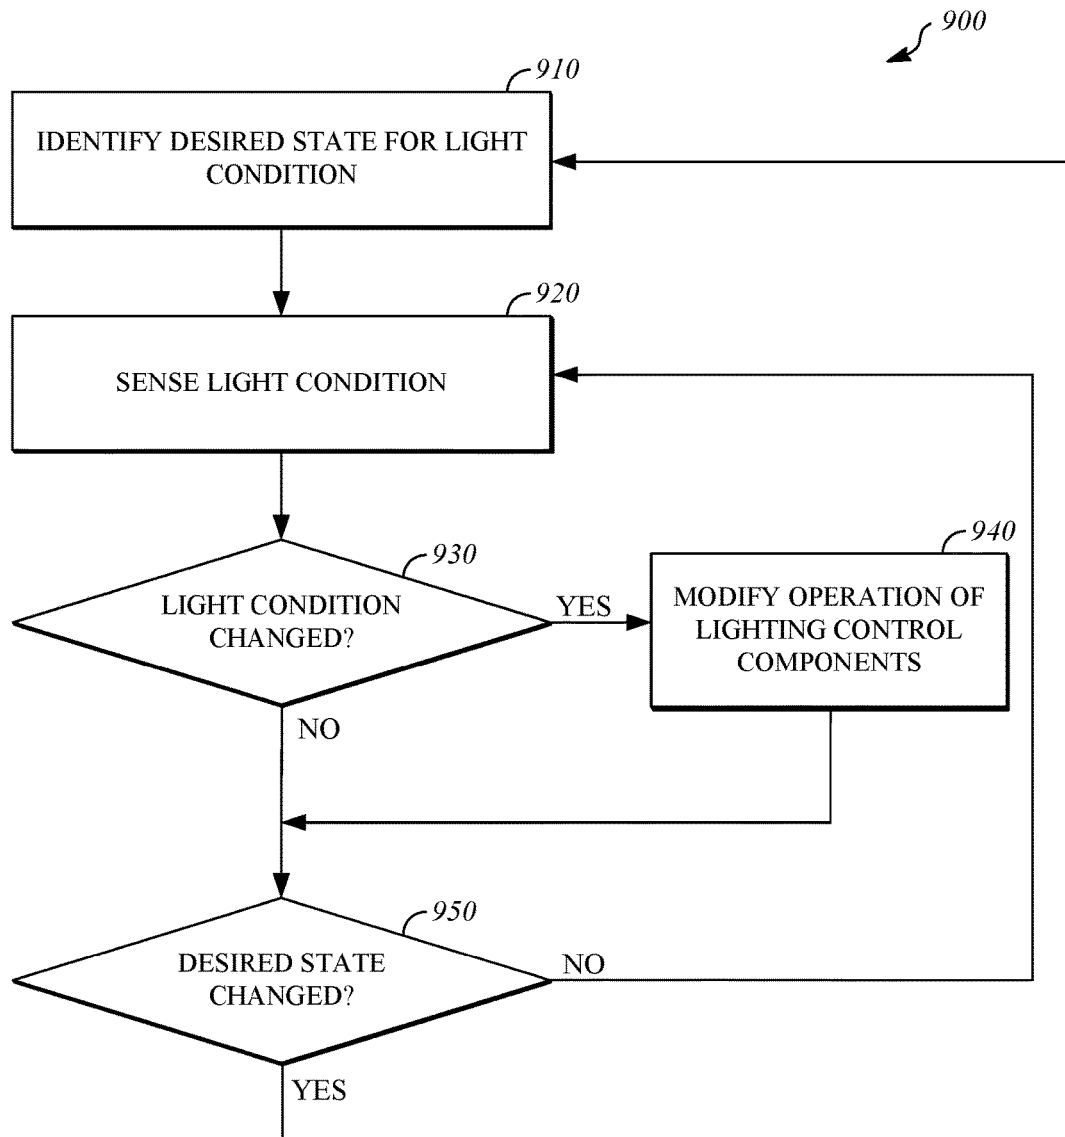 900
910
IDENTIFY DESIRED STATE FOR LIGHT
CONDITION
920
SENSE LIGHT CONDITION
930
LIGHT CONDITION
CHANGED?
YES
940
MODIFY OPERATION OF
LIGHTING CONTROL
COMPONENTS
NO
950
DESIRED STATE
CHANGED?
NO
YES